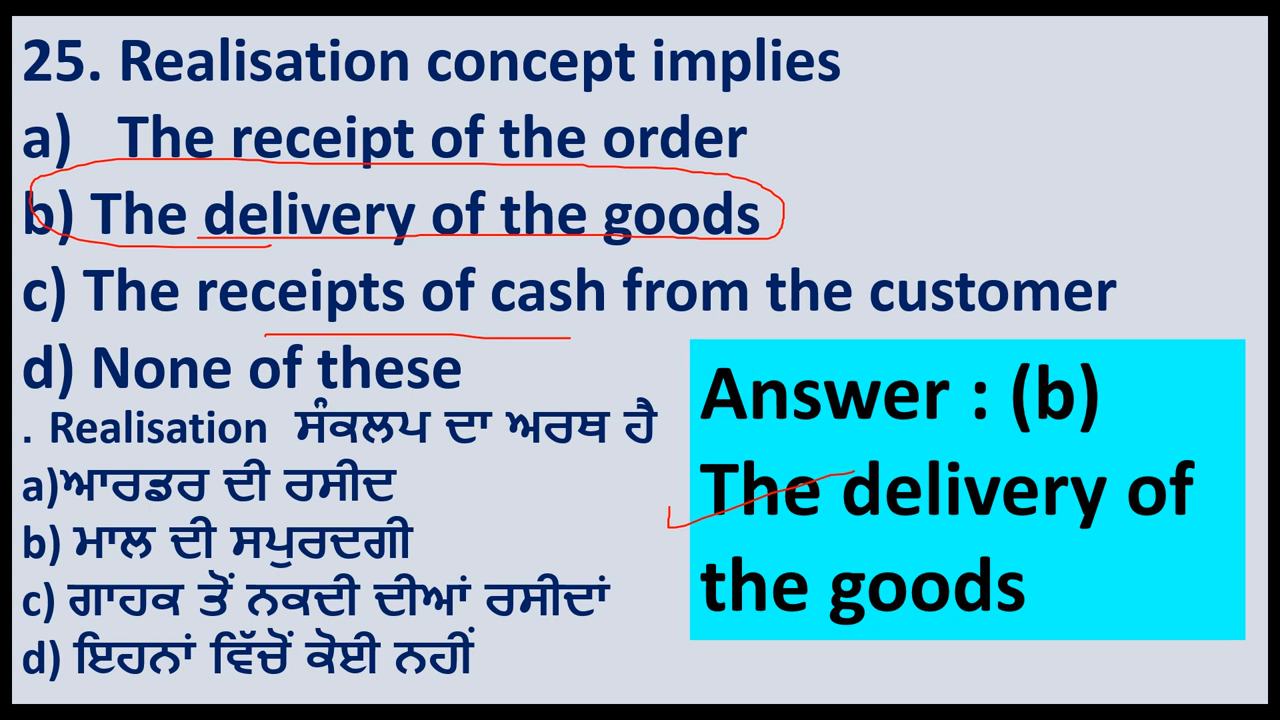 25. Realisation concept implies
a) The receipt of the order
b) The delivery of the goods
c) The receipts of cash from the customer
d) None of these
. Realisation ਸੰਕਲਪ ਦਾ ਅਰਥ ਹੈ
a)ਆਰਡਰ ਦੀ ਰਸੀਦ
b) ਮਾਲ ਦੀ ਸਪੁਰਦਗੀ
c) ਗਾਹਕ ਤੋਂ ਨਕਦੀ ਦੀਆਂ ਰਸੀਦਾਂ
d) ਇਹਨਾਂ ਵਿੱਚੋਂ ਕੋਈ ਨਹੀਂ
Answer : (b)
The delivery of
the goods